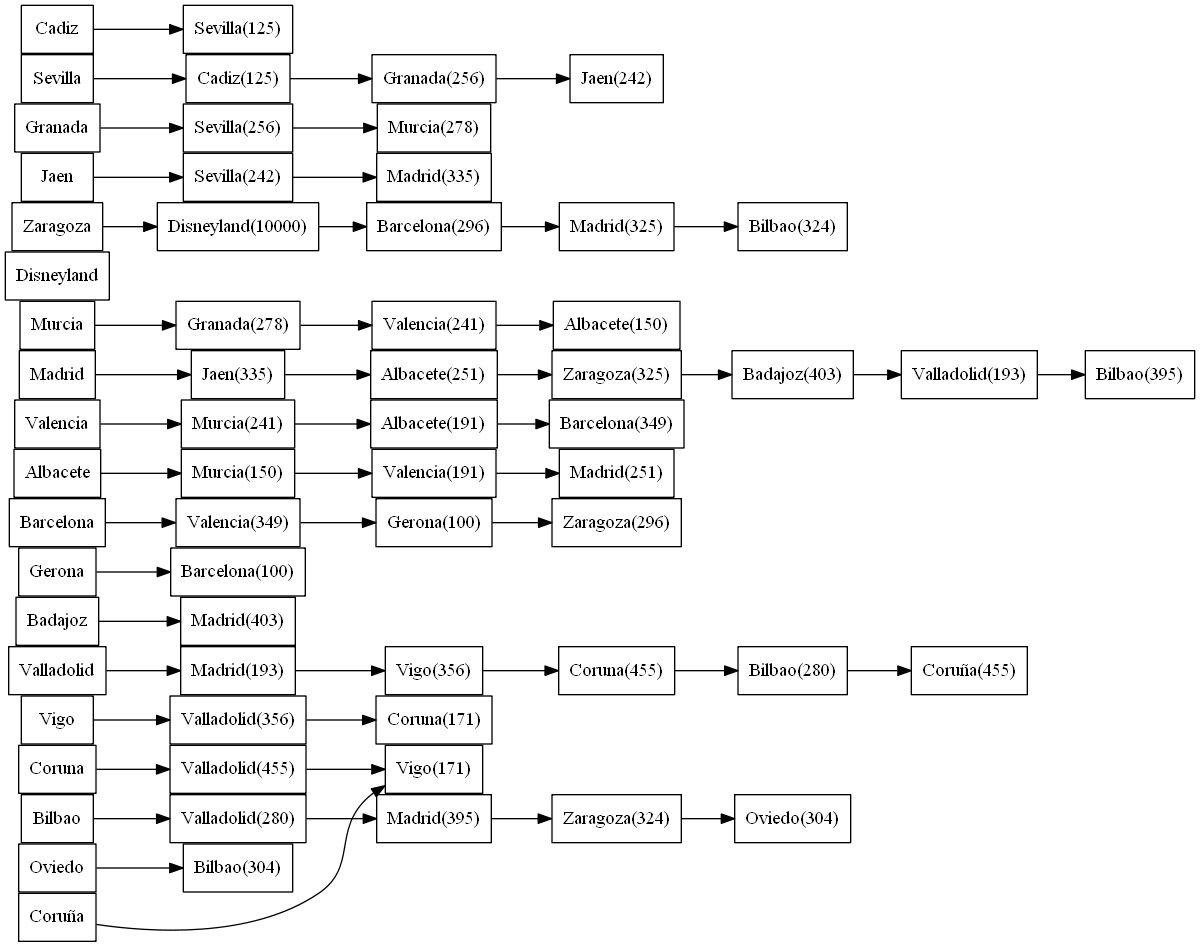 Cadiz Sevilla(125)
Sevilla Cadiz(125) Granada(256) Jaen(242)
Granada Sevilla(256) Murcia(278)
Jaen Sevilla(242) Madrid(335)
Zaragoza Disneyland(10000) Barcelona(296) Madrid(325) Bilbao(324)
Disneyland
Murcia Granada(278) Valencia(241) Albacete(150)
Madrid Jaen(335) Albacete(251) Zaragoza(325) Badajoz(403) Valladolid(193) Bilbao(395)
Valencia Murcia(241) Albacete(191) Barcelona(349)
Albacete Murcia(150) Valencia(191) Madrid(251)
Barcelona Valencia(349) Gerona(100) Zaragoza(296)
Gerona Barcelona(100)
Badajoz Madrid(403)
Valladolid Madrid(193) Vigo(356) Coruna(455) Bilbao(280) Coruña(455)
Vigo Valladolid(356) Coruna(171)
Coruna Valladolid(455) Vigo(171)
Bilbao Valladolid(280) Madrid(395) Zaragoza(324) Oviedo(304)
Oviedo Bilbao(304)
Coruña